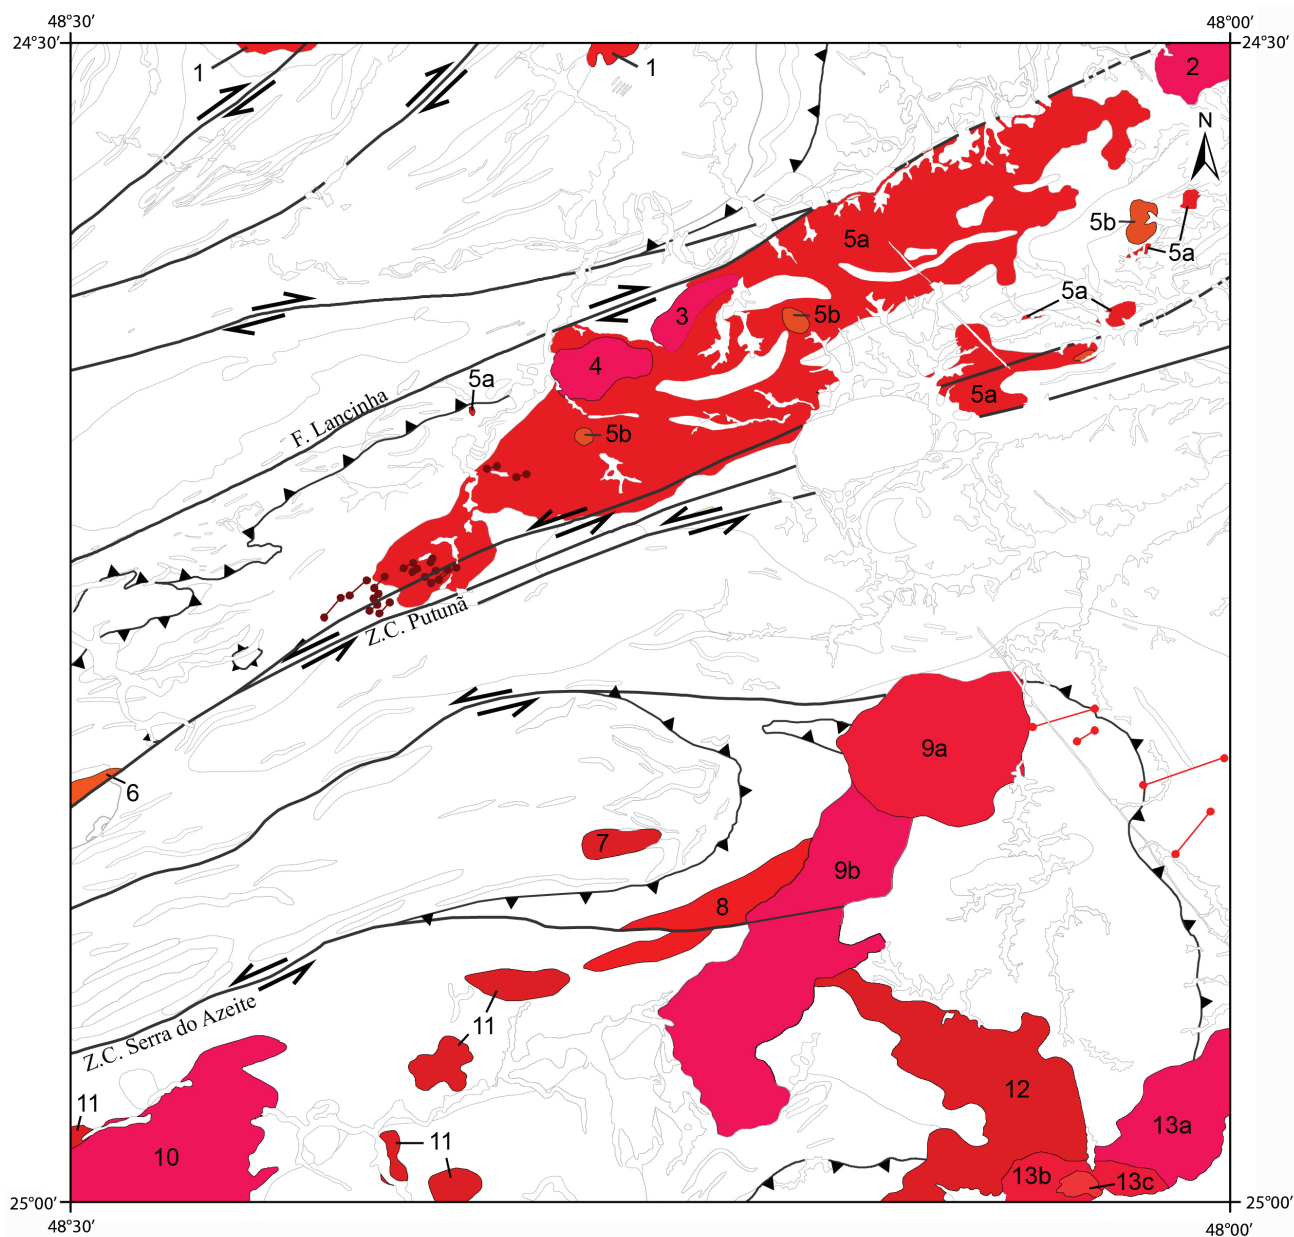 48°30′
48°00′
24°30′
24°30′
1
1
2
N
5b
5a
5a
5a
3
5b
4
5a
5a
F. Lancinha
5b
Z.C. Putunã
9a
6
7
9b
8
Z.C. Serra do Azeite
11
12
11
13a
11
10
13b
13c
25°00′
25°00′
48°30′
48°00′